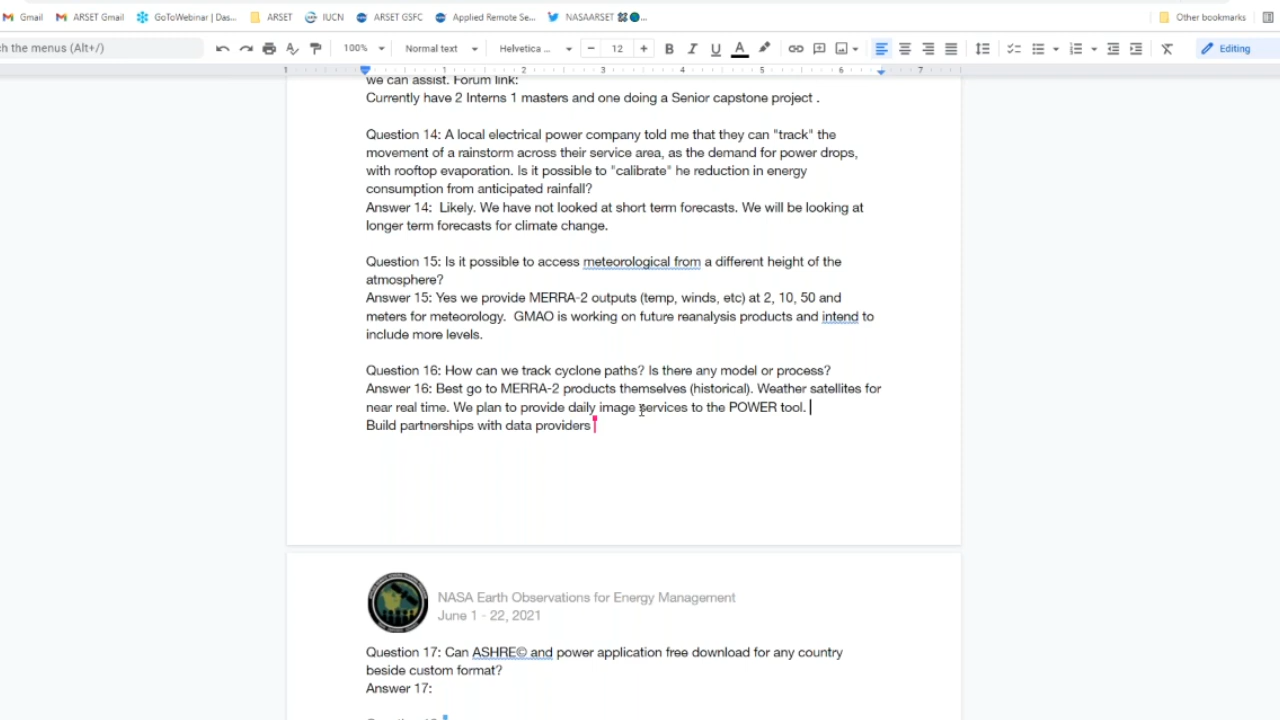 Gmail
ARSET Gmail
GoToWebinar | Das...
ARSET
IUCN
ARSET GSFC
Applied Remote Se...
NASAARSET
Other bookmarks
ch the menus (Alt+/)
100%
Normal text
Helvetica ...
12
B I U A
Editing
1 1 2 3 4 5 6 7
we can assist. Forum link:
Currently have 2 Interns 1 masters and one doing a Senior capstone project .
Question 14: A local electrical power company told me that they can "track" the
movement of a rainstorm across their service area, as the demand for power drops,
with rooftop evaporation. Is it possible to "calibrate" he reduction in energy
consumption from anticipated rainfall?
Answer 14: Likely. We have not looked at short term forecasts. We will be looking at
longer term forecasts for climate change.
Question 15: Is it possible to access meteorological from a different height of the
atmosphere?
Answer 15: Yes we provide MERRA-2 outputs (temp, winds, etc) at 2, 10, 50 and
meters for meteorology. GMAO is working on future reanalysis products and intend to
include more levels.
Question 16: How can we track cyclone paths? Is there any model or process?
Answer 16: Best go to MERRA-2 products themselves (historical). Weather satellites for
near real time. We plan to provide daily image services to the POWER tool.
Build partnerships with data providers
NASA Earth Observations for Energy Management
June 1 - 22, 2021
Question 17: Can ASHRE© and power application free download for any country
beside custom format?
Answer 17: